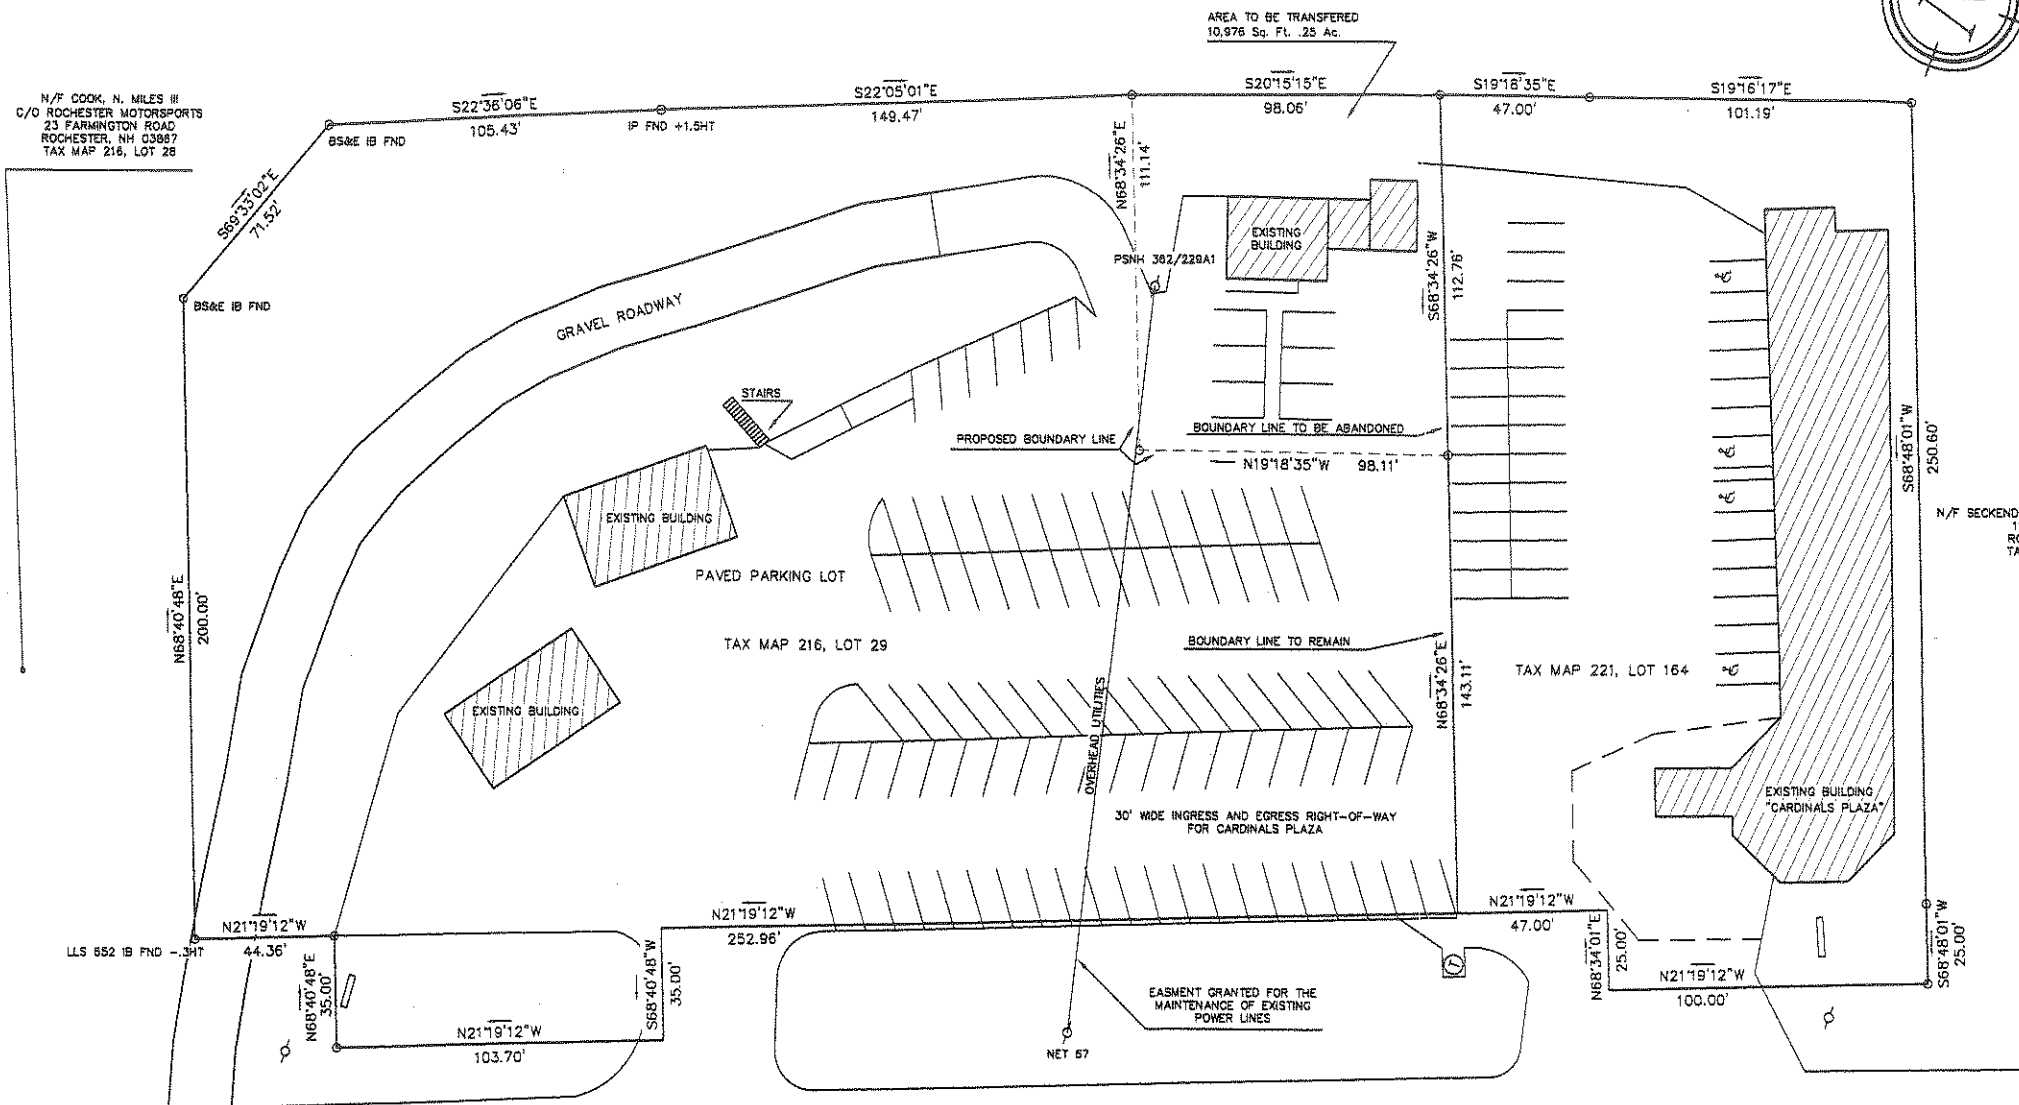 AREA TO BE TRANSFERED
10,976 Sq. Ft. .25 Ac.
N/F COOK, N. MILES III
C/O ROCHESTER MOTORSPORTS
23 FARMINGTON ROAD
ROCHESTER, NH 03867
TAX MAP 216, LOT 28
S22°36'06"E
105.43'
IP FND +1.5HT
S22°05'01"E
149.47'
S20°15'15"E
98.06'
S19°18'35"E
47.00'
S19°16'17"E
101.19'
BS&E IB FND
S69°33'02"E
71.52'
BS&E IB FND
N68°34'26"E
111.14'
PSNH 362/229A1
EXISTING
BUILDING
S68°34'26"W
112.76'
GRAVEL ROADWAY
STAIRS
PROPOSED BOUNDARY LINE
BOUNDARY LINE TO BE ABANDONED
N19°18'35"W 98.11'
S68°48'01"W
250.60'
N/F SECKEND
EXISTING BUILDING
PAVED PARKING LOT
N68°40'48"E
200.00'
TAX MAP 216, LOT 29
BOUNDARY LINE TO REMAIN
N68°34'26"E
143.11'
TAX MAP 221, LOT 164
EXISTING BUILDING
OVERHEAD UTILITIES
30' WIDE INGRESS AND EGRESS RIGHT-OF-WAY
FOR CARDINALS PLAZA
EXISTING BUILDING
"CARDINALS PLAZA"
LLS 652 IB FND -.3HT
N21°19'12"W
44.36'
N68°40'48"E
35.00'
N21°19'12"W
103.70'
S68°40'48"W
35.00'
N21°19'12"W
252.96'
N21°19'12"W
47.00'
N68°34'01"E
25.00'
N21°19'12"W
100.00'
S68°48'01"W
25.00'
T
EASMENT GRANTED FOR THE
MAINTENANCE OF EXISTING
POWER LINES
NET 57